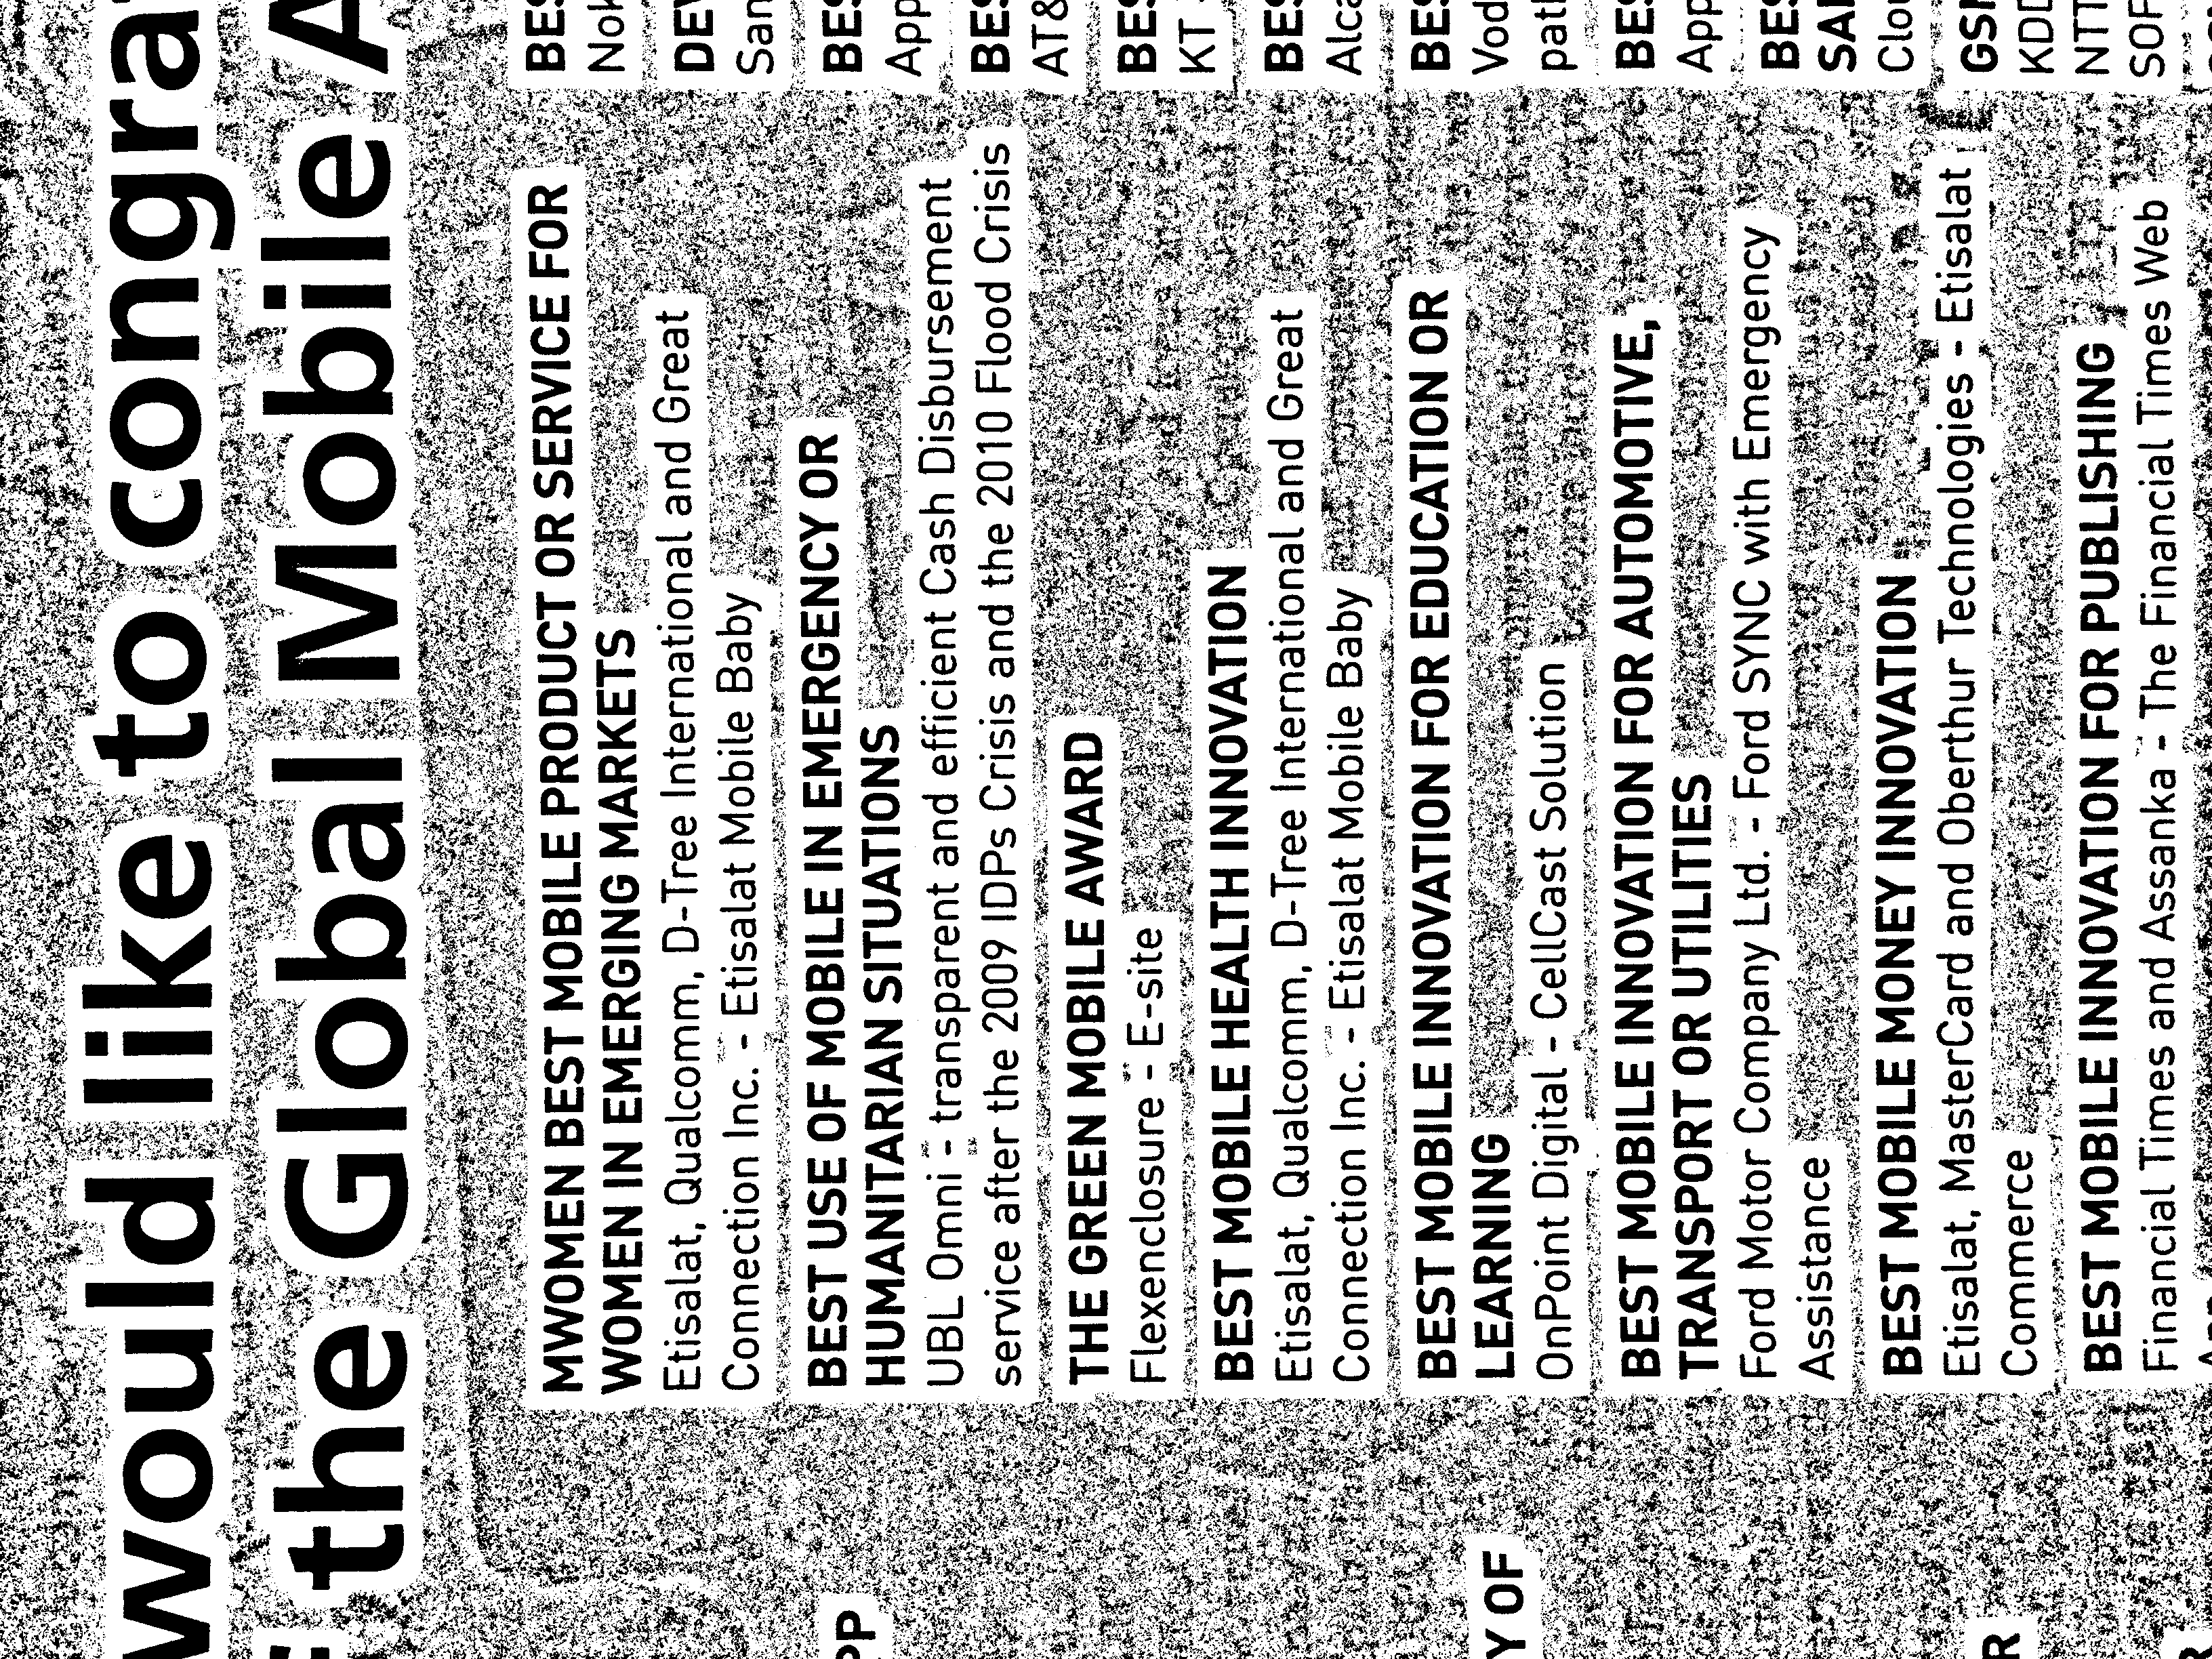 would like to congra
the Global Mobile A
MWOMEN BEST MOBILE PRODUCT OR SERVICE FOR
WOMEN IN EMERGING MARKETS
Etisalat, Qualcomm, D-Tree International and Great
Connection Inc. - Etisalat Mobile Baby
BEST USE OF MOBILE IN EMERGENCY OR
HUMANITARIAN SITUATIONS
UBL Omni - transparent and efficient Cash Disbursement
service after the 2009 IDPs Crisis and the 2010 Flood Crisis
THE GREEN MOBILE AWARD
Flexenclosure - E-site
BEST MOBILE HEALTH INNOVATION
Etisalat, Qualcomm, D-Tree International and Great
Connection Inc. - Etisalat Mobile Baby
BEST MOBILE INNOVATION FOR EDUCATION OR
LEARNING
OnPoint Digital - CellCast Solution
BEST MOBILE INNOVATION FOR AUTOMOTIVE,
TRANSPORT OR UTILITIES
Ford Motor Company Ltd. - Ford SYNC with Emergency
Assistance
BEST MOBILE MONEY INNOVATION
Etisalat, MasterCard and Oberthur Technologies - Etisalat
Commerce
BEST MOBILE INNOVATION FOR PUBLISHING
Financial Times and Assanka - The Financial Times Web
BES
Nok
DEV
Sam
BES
App
BES
AT&
BES
KT
BES
Alca
BES
Vod
path
BES
App
BES
SAM
Clou
GSM
KDD
NTT
SOF
PP
Y OF
R